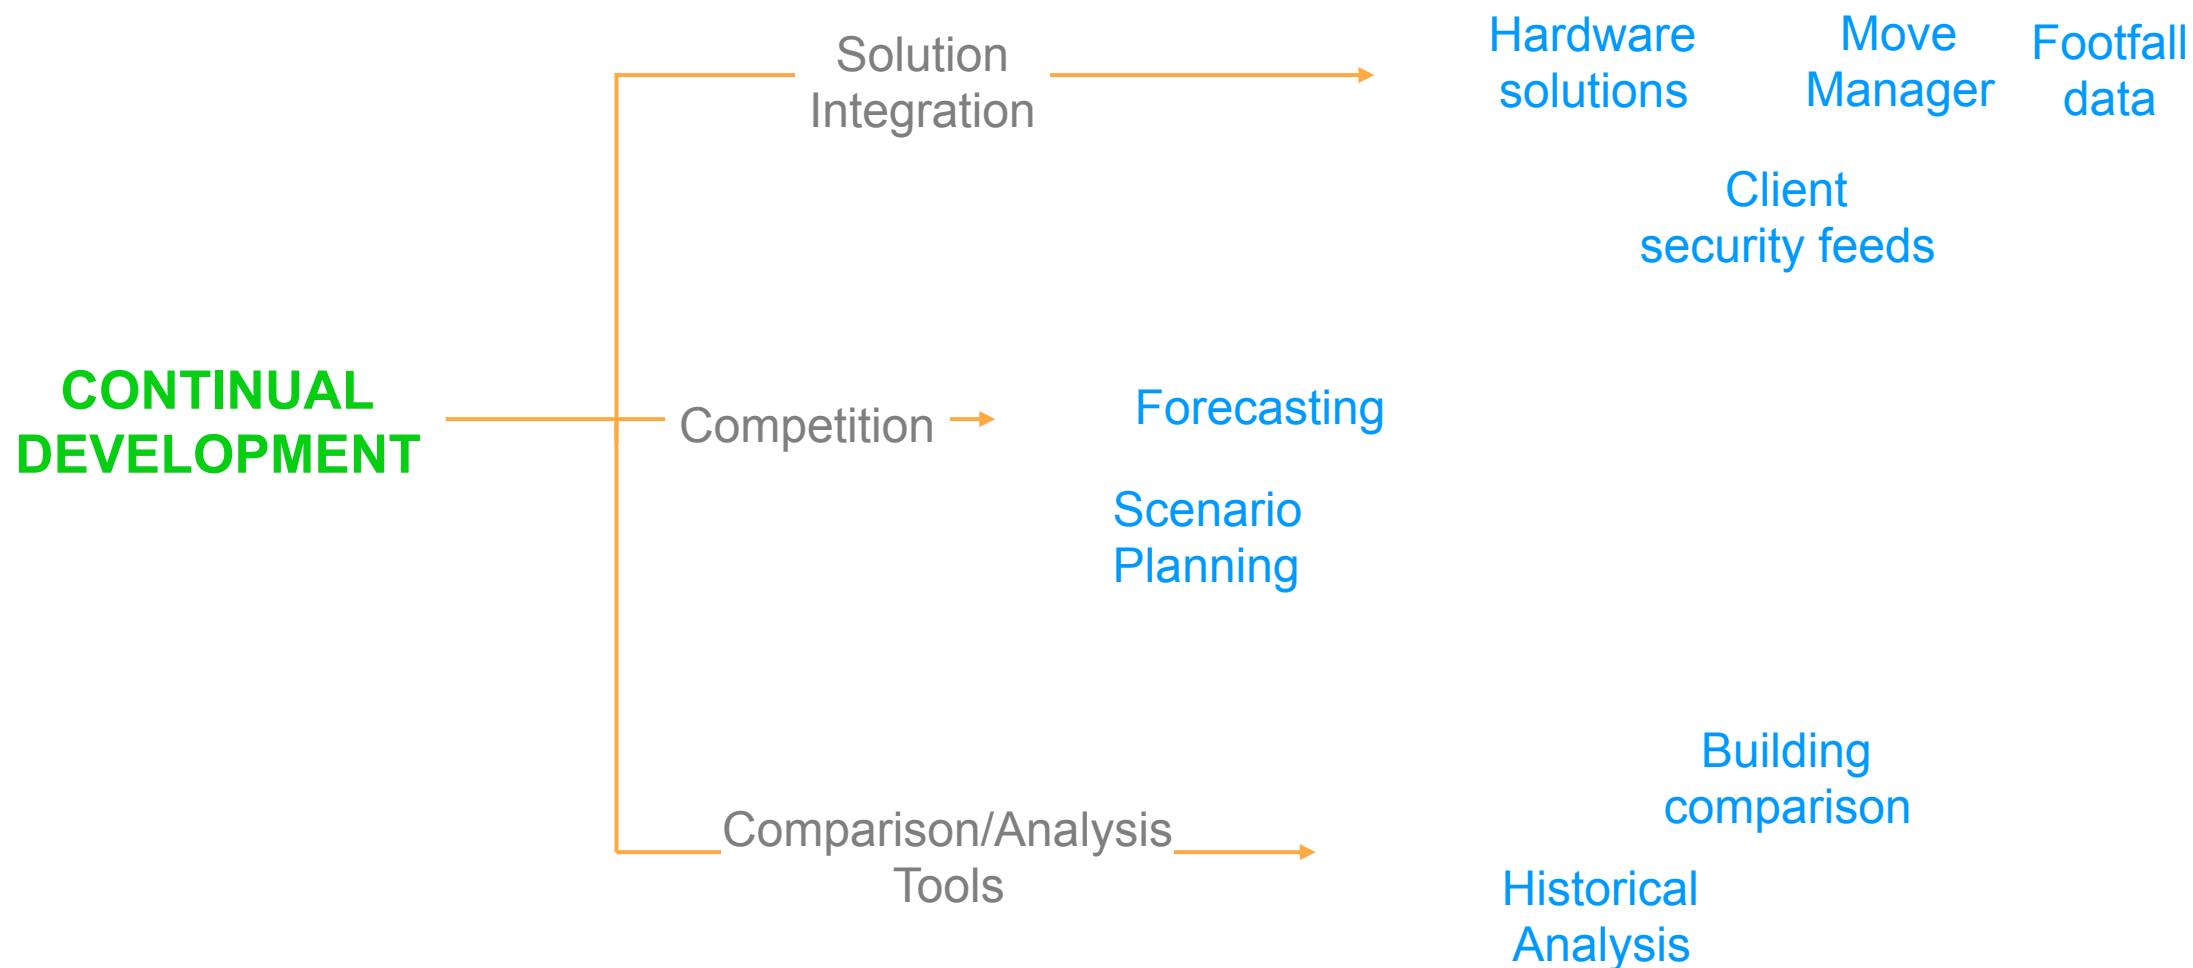 Solution
Integration
Hardware
solutions
Move
Manager
Footfall
data
Client
security feeds
CONTINUAL
DEVELOPMENT
Competition
Forecasting
Scenario
Planning
Comparison/Analysis
Tools
Building
comparison
Historical
Analysis